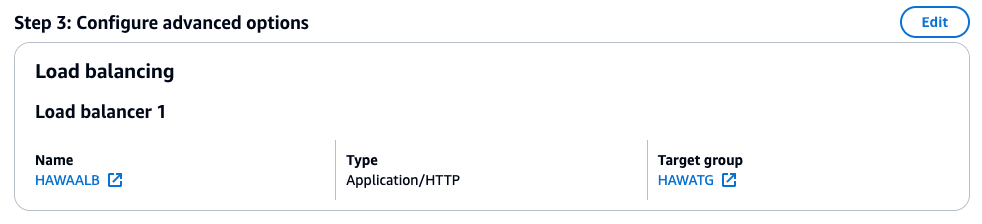 Step 3: Configure advanced options
Edit
Load balancing
Load balancer 1
Name
HAWAALB
Type
Application/HTTP
Target group
HAWATG